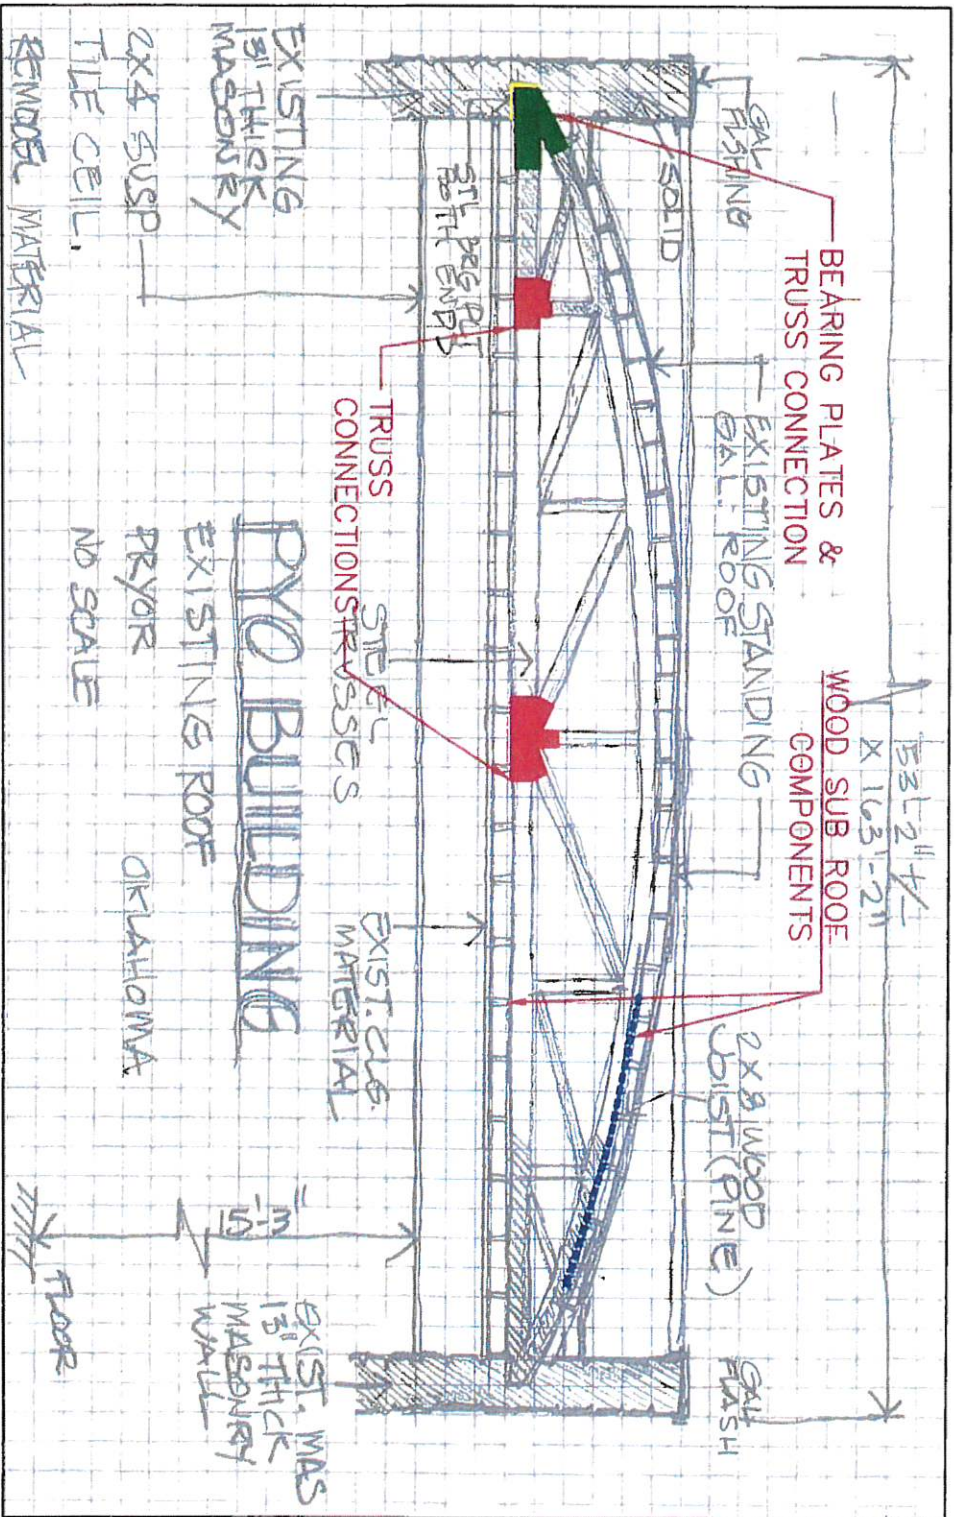 53'-2" +/-
X 163'-2"
GAL
FLSHING
BEARING PLATES &
TRUSS CONNECTION
WOOD SUB ROOF
COMPONENTS
GAL
FLASH
SOLID
EXISTING STANDING
GAL. ROOF
2X8 WOOD
JOIST (PINE)
STL BRG PLT
BOTH ENDS
TRUSS
CONNECTIONS
STEEL
TRUSSES
EXIST. CLG.
MATERIAL
EXISTING
13" THICK
MASONRY
2X4 SUSP
TILE CEIL.
REMODEL MATERIAL
PYO BUILDING
EXISTING ROOF
PRYOR OKLAHOMA
NO SCALE
EXIST. MAS
13" THICK
MASONRY
WALL
FLOOR